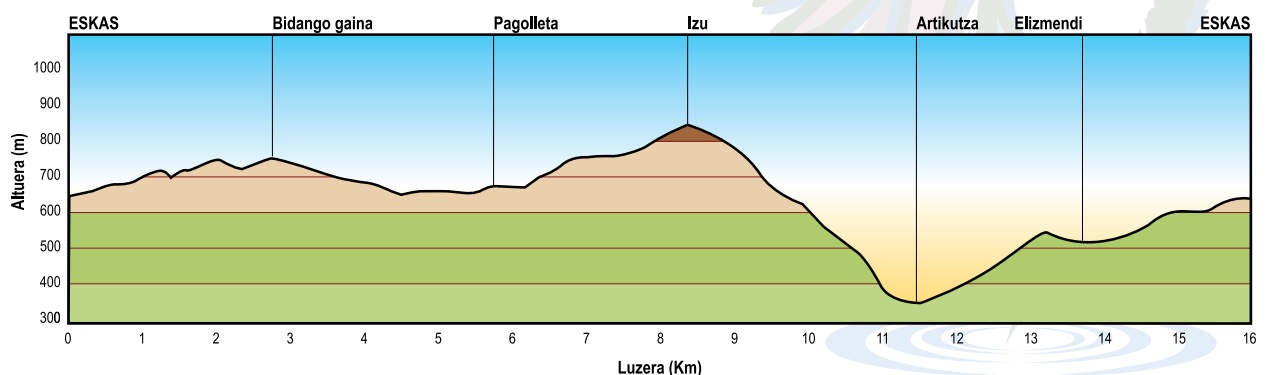 ESKAS Bidango gaina Pagolleta Izu Artikutza Elizmendi ESKAS
Altuera (m)
1000
900
800
700
600
500
400
300
0 1 2 3 4 5 6 7 8 9 10 11 12 13 14 15 16
Luzera (Km)